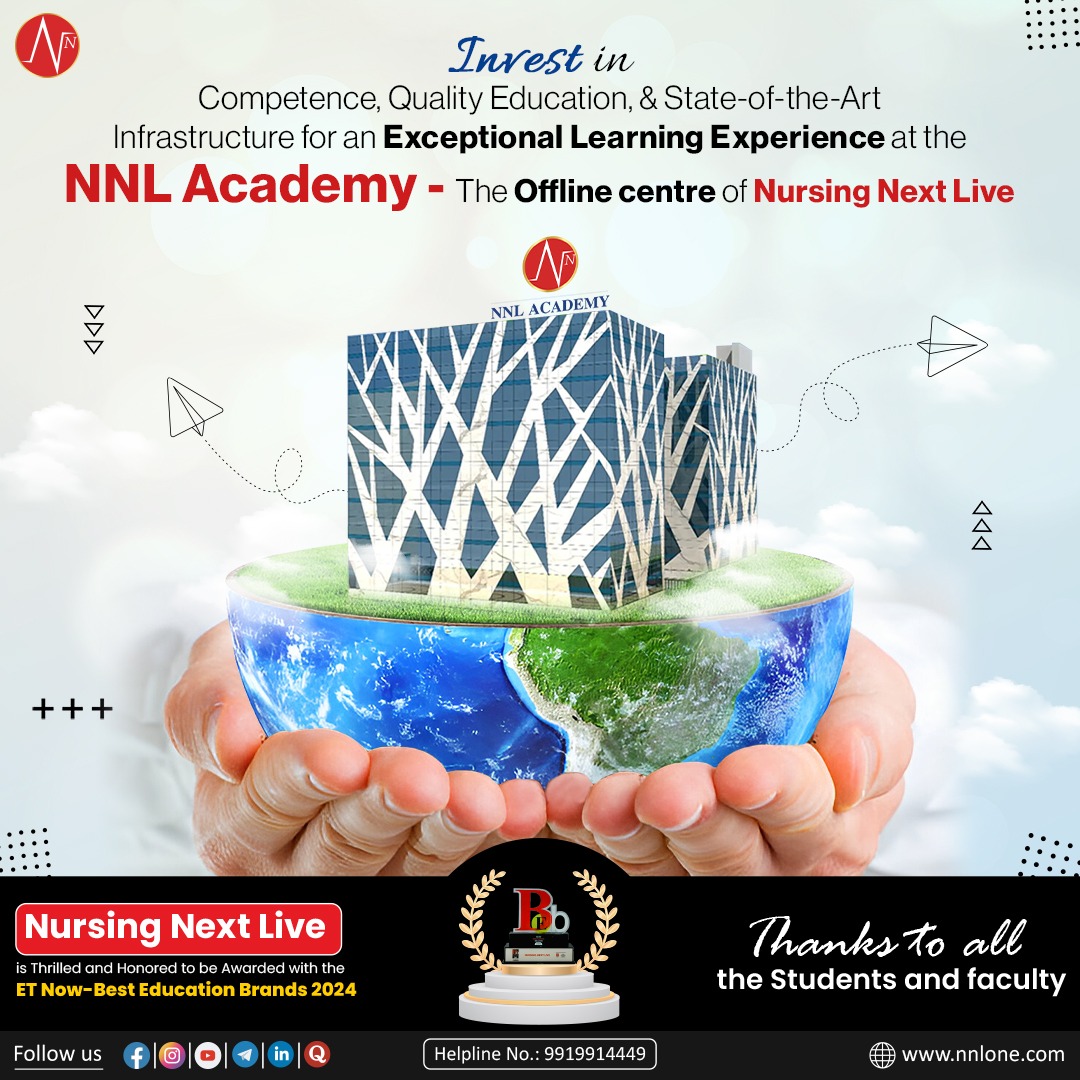 Invest in
Competence, Quality Education, & State-of-the-Art
Infrastructure for an Exceptional Learning Experience at the
NNL Academy - The Offline centre of Nursing Next Live
NNL ACADEMY
Nursing Next Live
is Thrilled and Honored to be Awarded with the
ET Now-Best Education Brands 2024
Thanks to all
the Students and faculty
Follow us
Helpline No.: 9919914449
www.nnlone.com